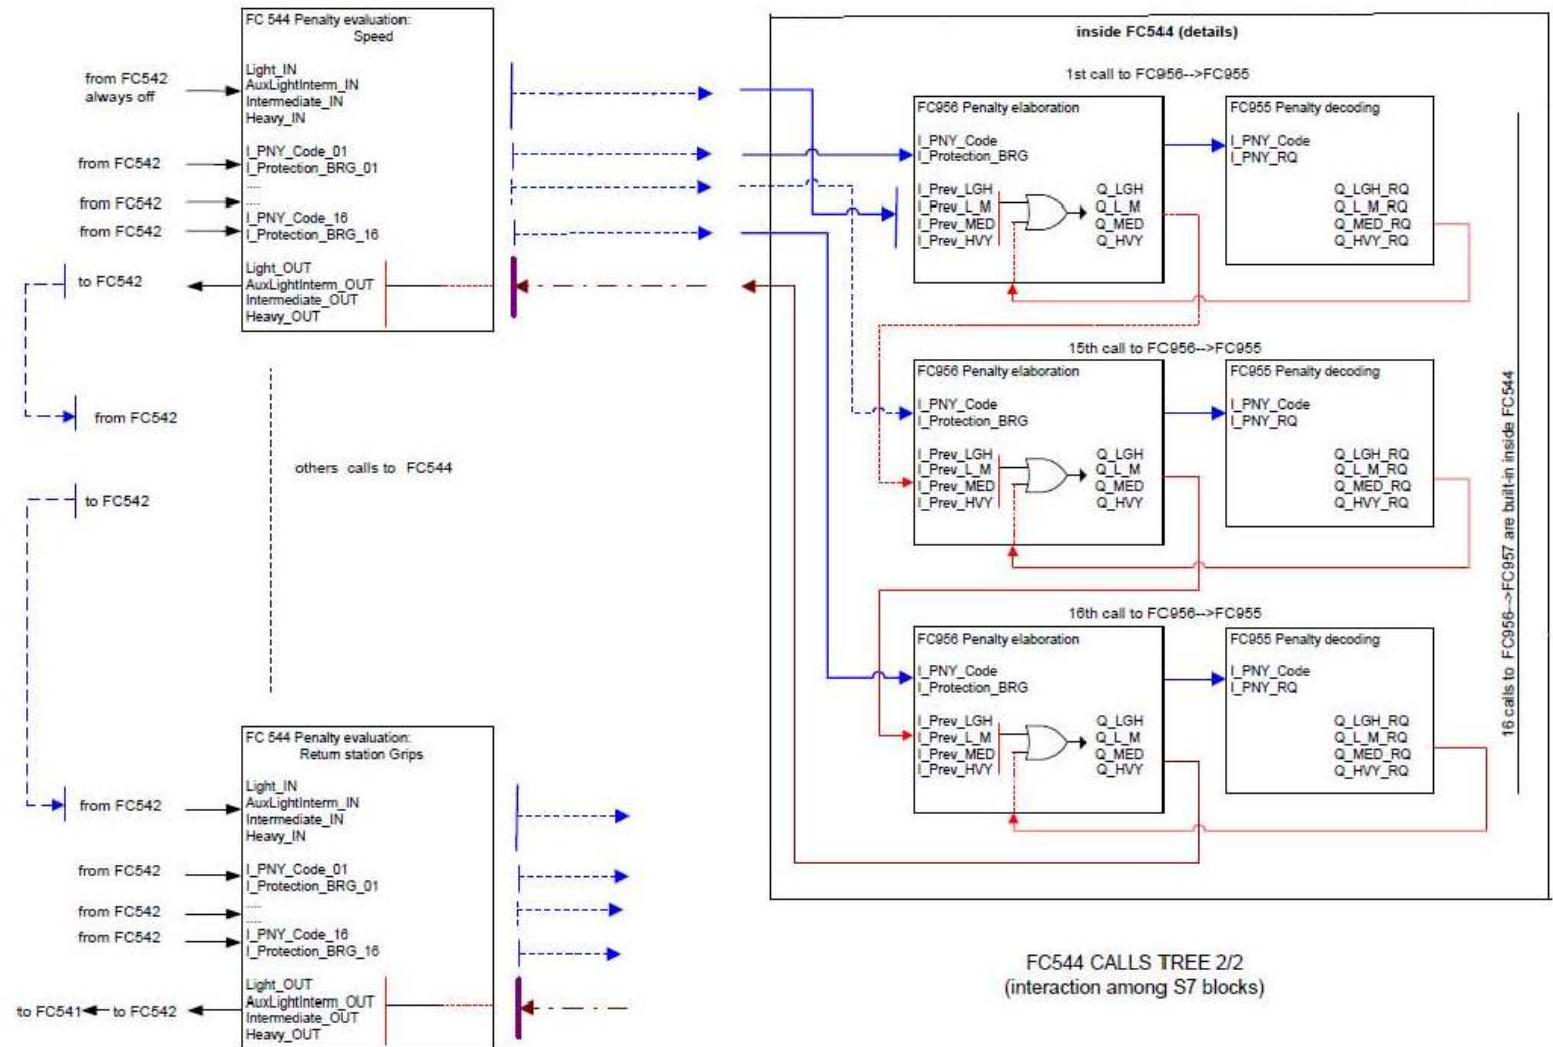 FC 544 Penalty evaluation:
Speed
from FC542
always off
Light_IN
AuxLightInterm_IN
Intermediate_IN
Heavy_IN
from FC542
I_PNY_Code_01
I_Protection_BRG_01
....
from FC542
....
I_PNY_Code_16
from FC542
I_Protection_BRG_16
to FC542
Light_OUT
AuxLightInterm_OUT
Intermediate_OUT
Heavy_OUT
from FC542
others calls to FC544
to FC542
FC 544 Penalty evaluation:
Return station Grips
from FC542
Light_IN
AuxLightInterm_IN
Intermediate_IN
Heavy_IN
from FC542
I_PNY_Code_01
I_Protection_BRG_01
from FC542
....
....
from FC542
I_PNY_Code_16
I_Protection_BRG_16
to FC541
to FC542
Light_OUT
AuxLightInterm_OUT
Intermediate_OUT
Heavy_OUT
inside FC544 (details)
1st call to FC956-->FC955
FC956 Penalty elaboration
I_PNY_Code
I_Protection_BRG
I_Prev_LGH
I_Prev_L_M
I_Prev_MED
I_Prev_HVY
Q_LGH
Q_L_M
Q_MED
Q_HVY
FC955 Penalty decoding
I_PNY_Code
I_PNY_RQ
Q_LGH_RQ
Q_L_M_RQ
Q_MED_RQ
Q_HVY_RQ
15th call to FC956-->FC955
FC956 Penalty elaboration
I_PNY_Code
I_Protection_BRG
I_Prev_LGH
I_Prev_L_M
I_Prev_MED
I_Prev_HVY
Q_LGH
Q_L_M
Q_MED
Q_HVY
FC955 Penalty decoding
I_PNY_Code
I_PNY_RQ
Q_LGH_RQ
Q_L_M_RQ
Q_MED_RQ
Q_HVY_RQ
16th call to FC956-->FC955
FC956 Penalty elaboration
I_PNY_Code
I_Protection_BRG
I_Prev_LGH
I_Prev_L_M
I_Prev_MED
I_Prev_HVY
Q_LGH
Q_L_M
Q_MED
Q_HVY
FC955 Penalty decoding
I_PNY_Code
I_PNY_RQ
Q_LGH_RQ
Q_L_M_RQ
Q_MED_RQ
Q_HVY_RQ
16 calls to FC956-->FC957 are built-in inside FC544
FC544 CALLS TREE 2/2
(interaction among S7 blocks)